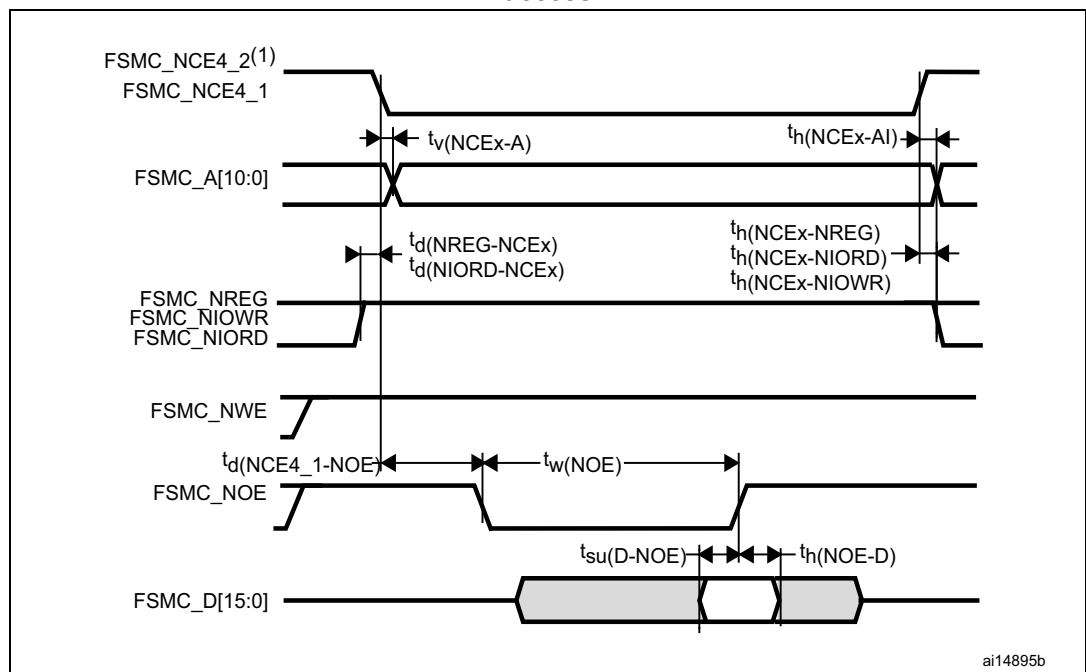 FSMC_NCE4_2(1)
FSMC_NCE4_1
tv(NCEx-A)
th(NCEx-AI)
FSMC_A[10:0]
td(NREG-NCEx)
td(NIORD-NCEx)
th(NCEx-NREG)
th(NCEx-NIORD)
th(NCEx-NIOWR)
FSMC_NREG
FSMC_NIOWR
FSMC_NIORD
FSMC_NWE
td(NCE4_1-NOE)
tw(NOE)
FSMC_NOE
tsu(D-NOE)
th(NOE-D)
FSMC_D[15:0]
ai14895b